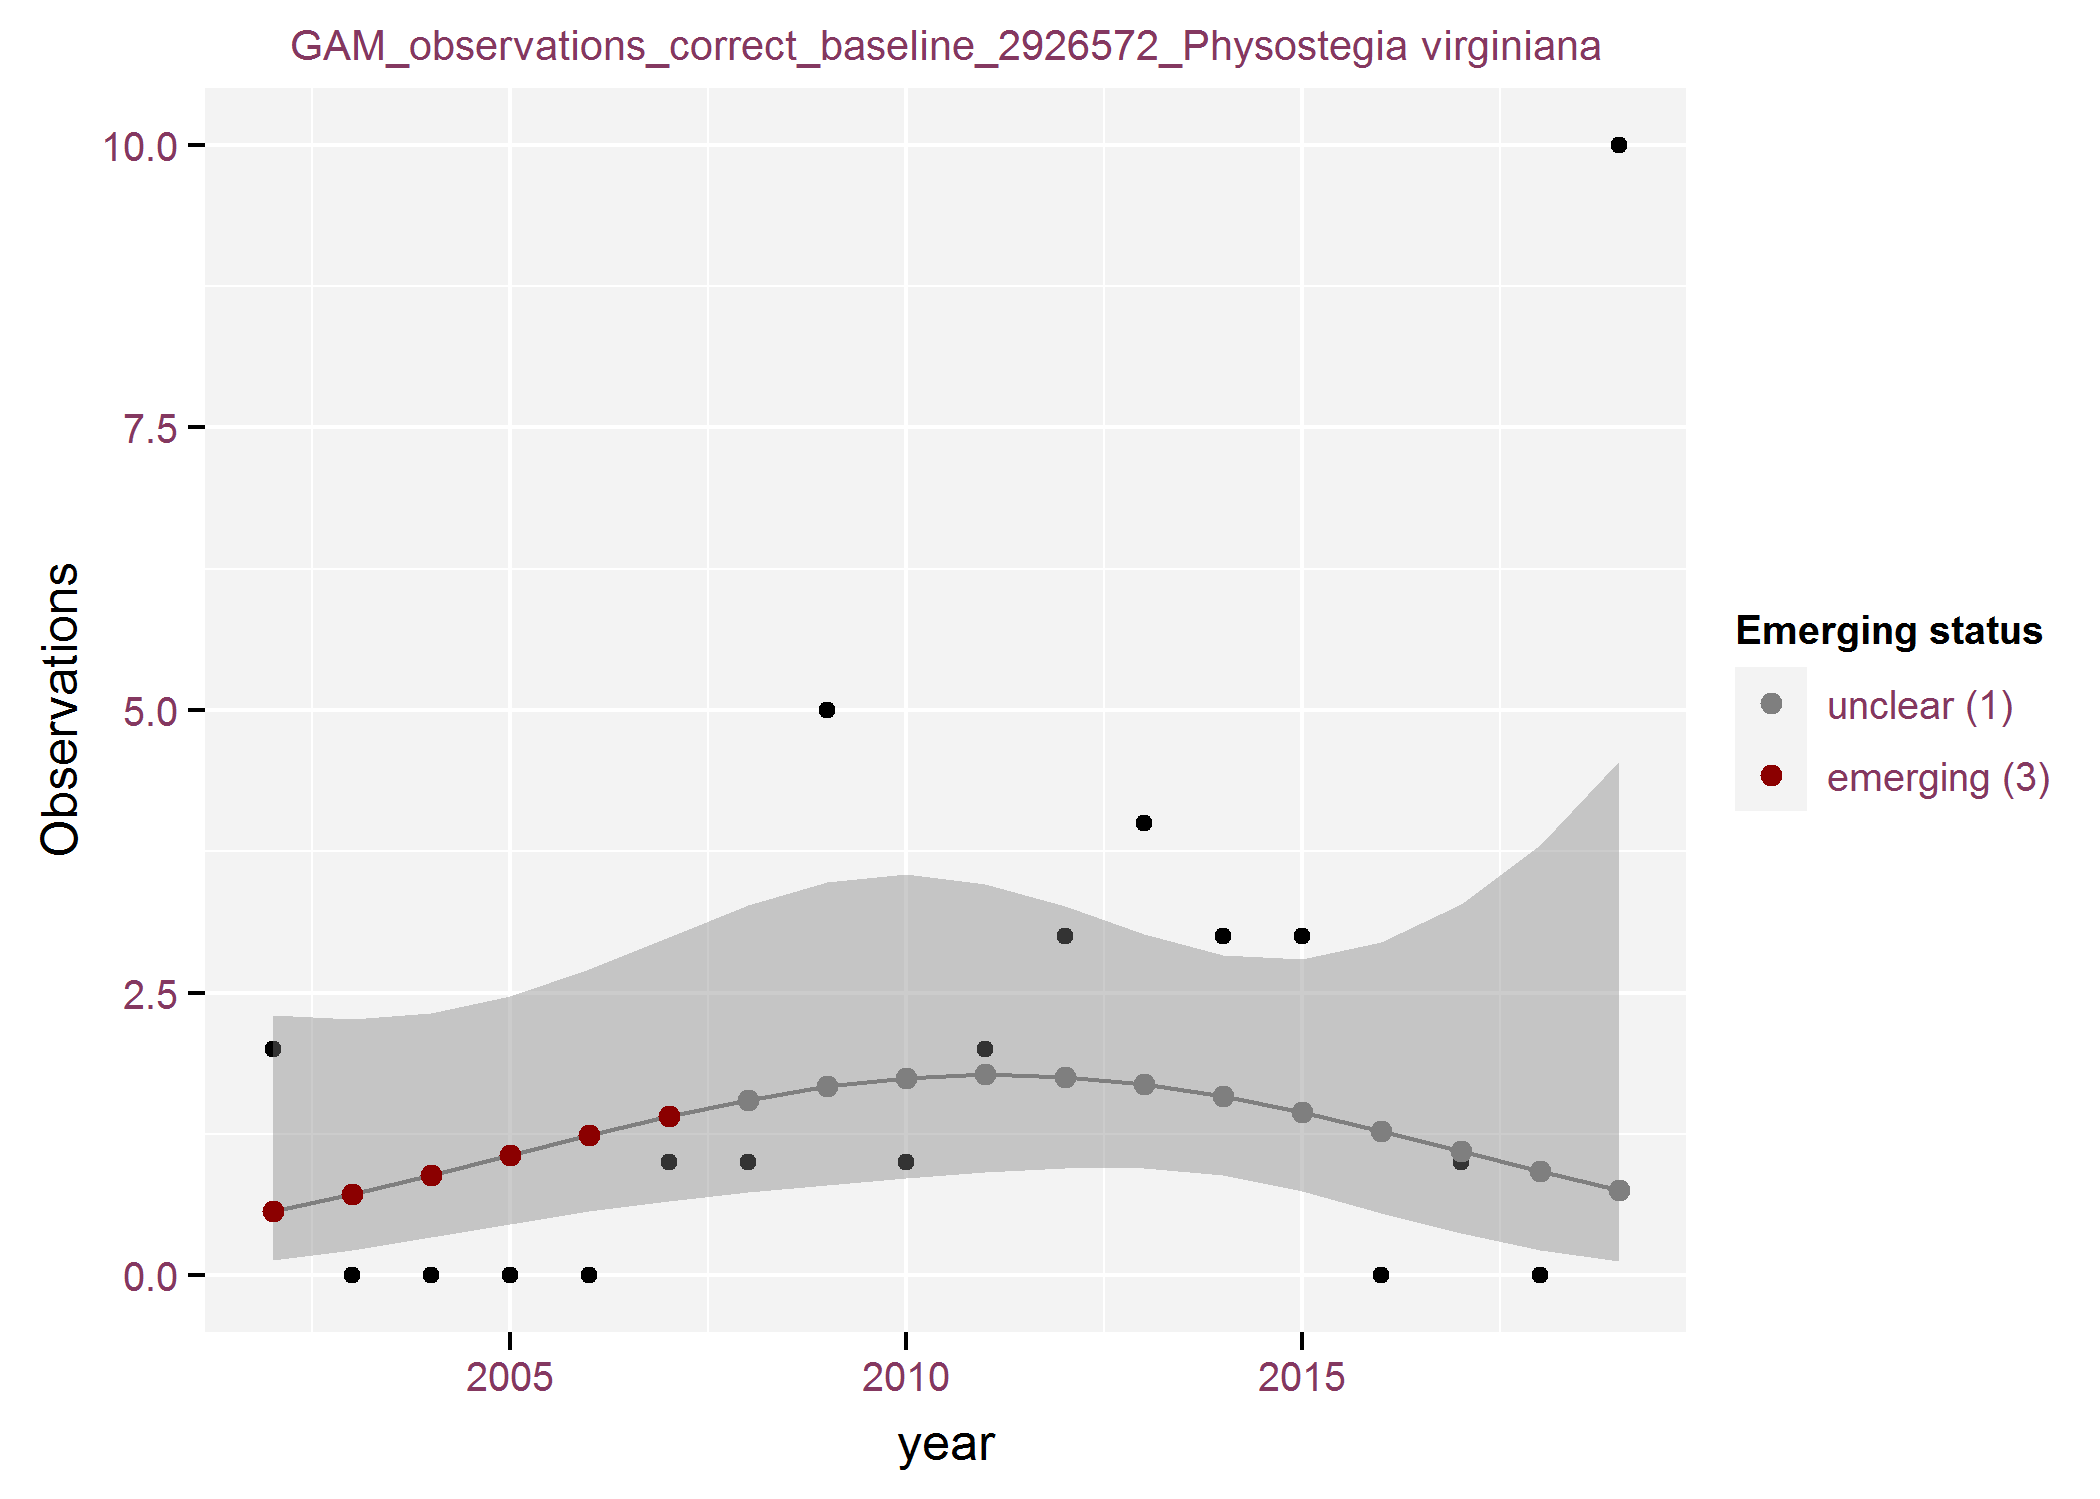 GAM_observations_correct_baseline_2926572_Physostegia virginiana
10.0
7.5
5.0
2.5
0.0
Observations
2005
2010
2015
year
Emerging status
unclear (1)
emerging (3)